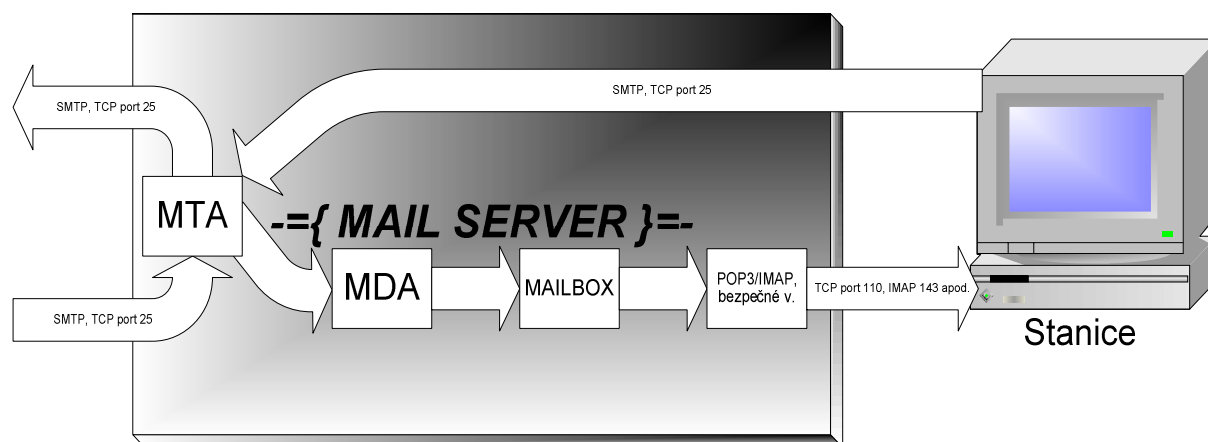 SMTP, TCP port 25
SMTP, TCP port 25
MTA
-={ MAIL SERVER }=-
MDA
MAILBOX
POP3/IMAP,
bezpečné v.
TCP port 110, IMAP 143 apod.
SMTP, TCP port 25
Stanice